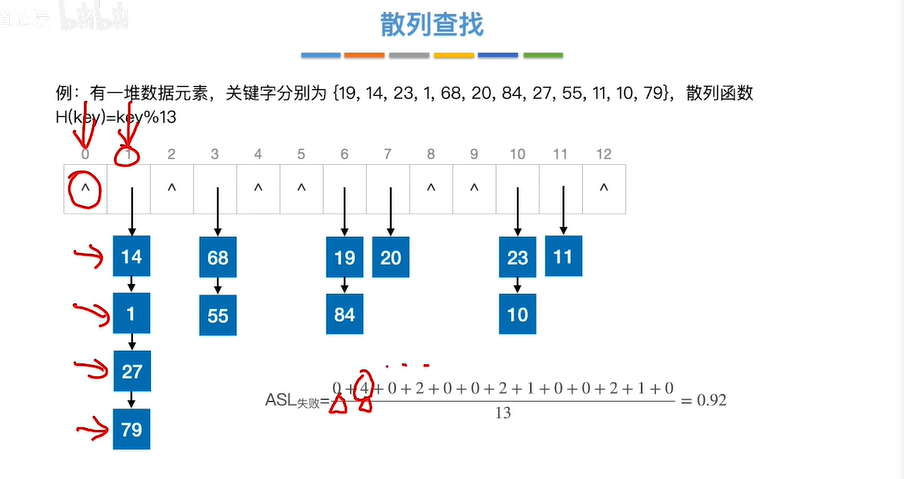 散列查找
例：有一堆数据元素，关键字分别为 {19, 14, 23, 1, 68, 20, 84, 27, 55, 11, 10, 79}，散列函数
H(key)=key%13
0 1 2 3 4 5 6 7 8 9 10 11 12
^ ^ ^ ^ ^ ^ ^
14 68 19 20 23 11
1 55 84 10
27
79
ASL失败=(0+4+0+2+0+0+2+1+0+0+2+1+0)/13=0.92